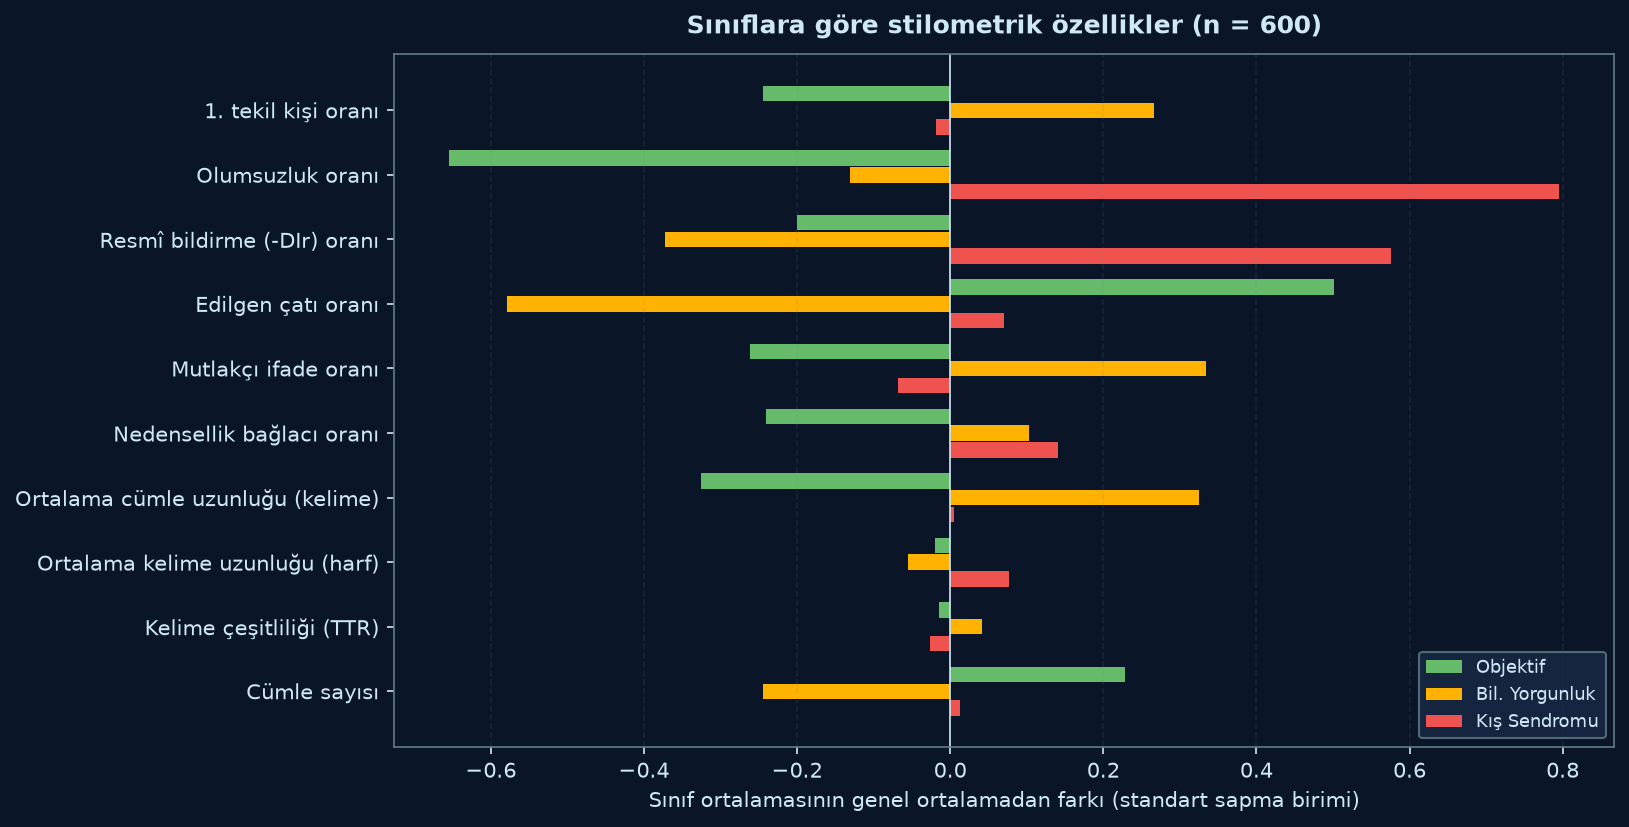 Sınıflara göre stilometrik özellikler (n = 600)
1. tekil kişi oranı
Olumsuzluk oranı
Resmî bildirme (-DIr) oranı
Edilgen çatı oranı
Mutlakçı ifade oranı
Nedensellik bağlacı oranı
Ortalama cümle uzunluğu (kelime)
Ortalama kelime uzunluğu (harf)
Kelime çeşitliliği (TTR)
Cümle sayısı
Objektif
Bil. Yorgunluk
Kış Sendromu
−0.6 −0.4 −0.2 0.0 0.2 0.4 0.6 0.8
Sınıf ortalamasının genel ortalamadan farkı (standart sapma birimi)